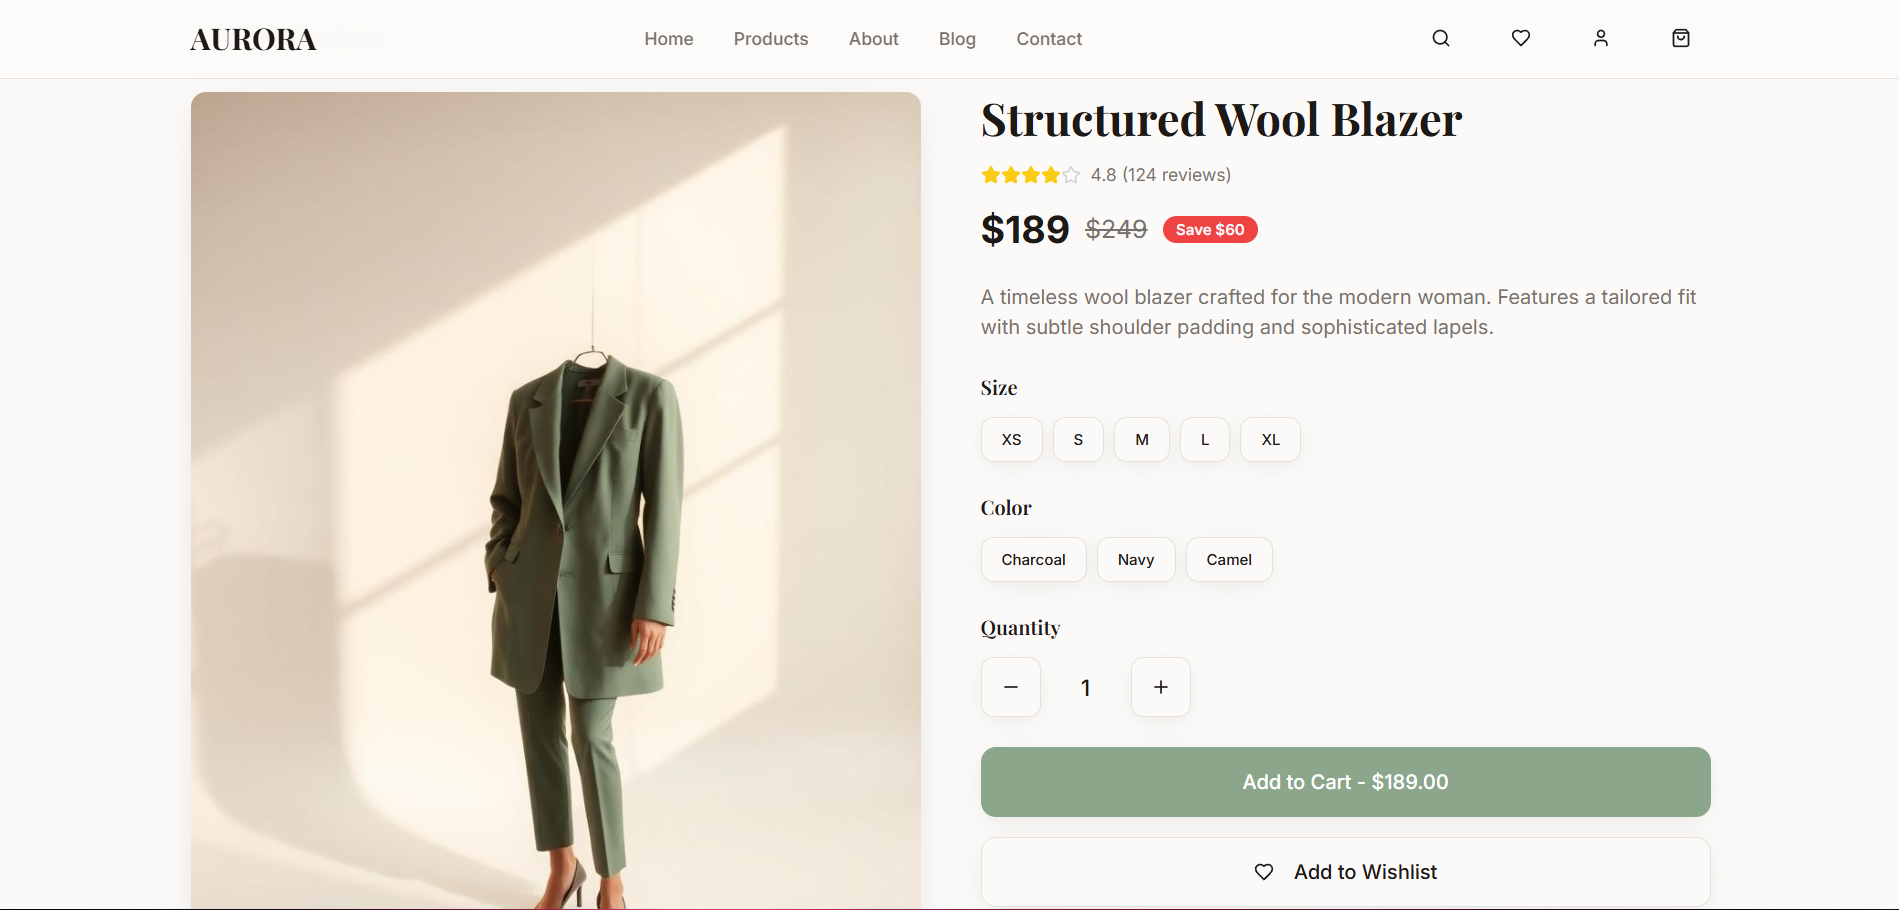 AURORA
Home Products About Blog Contact
Structured Wool Blazer
4.8 (124 reviews)
$189 $249 Save $60
A timeless wool blazer crafted for the modern woman. Features a tailored fit
with subtle shoulder padding and sophisticated lapels.
Size
XS S M L XL
Color
Charcoal Navy Camel
Quantity
− 1 +
Add to Cart - $189.00
Add to Wishlist